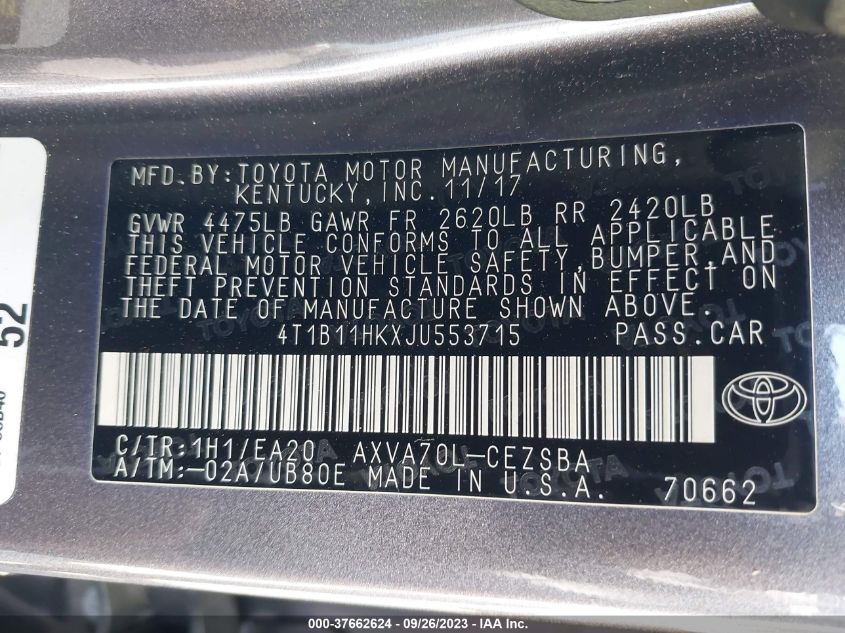 MFD.BY:TOYOTA MOTOR MANUFACTURING,
KENTUCKY,INC.11/17
GVWR 4475LB GAWR FR 2620LB RR 2420LB
THIS VEHICLE CONFORMS TO ALL APPLICABLE
FEDERAL MOTOR VEHICLE SAFETY,BUMPER,AND
THEFT PREVENTION STANDARDS IN EFFECT ON
THE DATE OF MANUFACTURE SHOWN ABOVE.
4T1B11HKXJU553715 PASS.CAR
C/TR:1H1/EA20 AXVA70L-CEZSBA
A/TM:-02A/UB80E MADE IN U.S.A. 70662
52
000-37662624 - 09/26/2023 - IAA Inc.